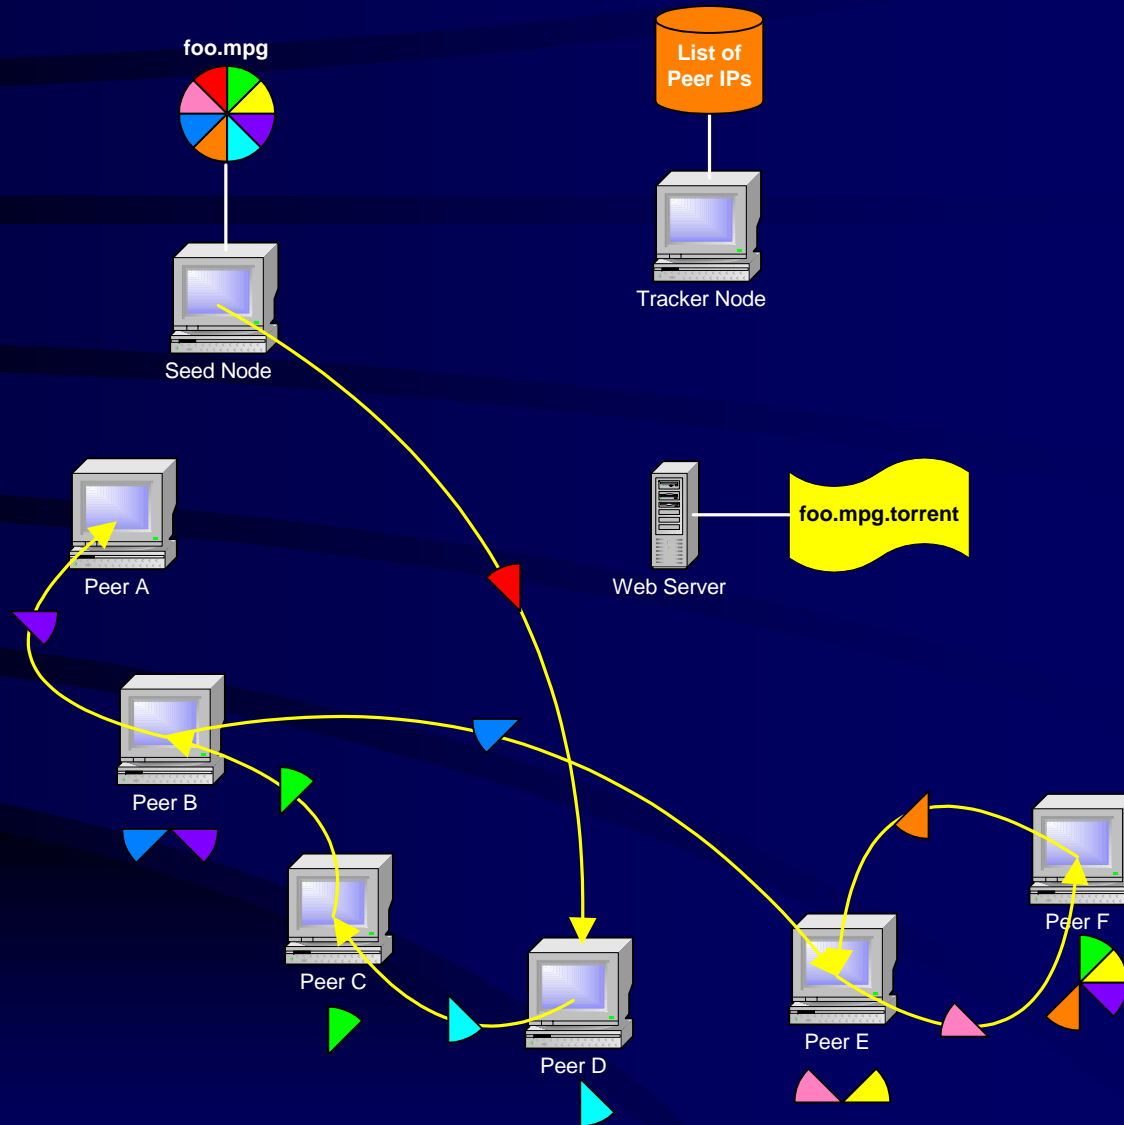 foo.mpg
List of
Peer IPs
Tracker Node
Seed Node
foo.mpg.torrent
Peer A
Web Server
Peer B
Peer F
Peer C
Peer E
Peer D